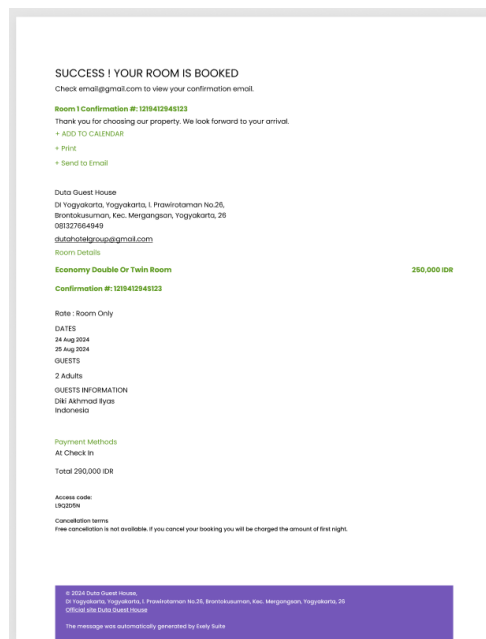 SUCCESS ! YOUR ROOM IS BOOKED
Check email@gmail.com to view your confirmation email.
Room 1 Confirmation #: 1219412945123
Thank you for choosing our property. We look forward to your arrival.
+ ADD TO CALENDAR
+ Print
+ Send to Email
Duta Guest House
DI Yogyakarta, Yogyakarta, l. Prawirotaman No.26,
Brontokusuman, Kec. Mergangsan, Yogyakarta, 26
081327664949
dutahotelgroup@gmail.com
Room Details
Economy Double Or Twin Room 250,000 IDR
Confirmation #: 1219412945123
Rate : Room Only
DATES
24 Aug 2024
25 Aug 2024
GUESTS
2 Adults
GUESTS INFORMATION
Diki Akhmad Ilyas
Indonesia
Payment Methods
At Check In
Total 290,000 IDR
Access code:
L9Q2D5N
Cancellation terms
Free cancellation is not available. If you cancel your booking you will be charged the amount of first night.
© 2024 Duta Guest House,
DI Yogyakarta, Yogyakarta, l. Prawirotaman No.26, Brontokusuman, Kec. Mergangsan, Yogyakarta, 26
Official site Duta Guest House
The message was automatically generated by Exely Suite